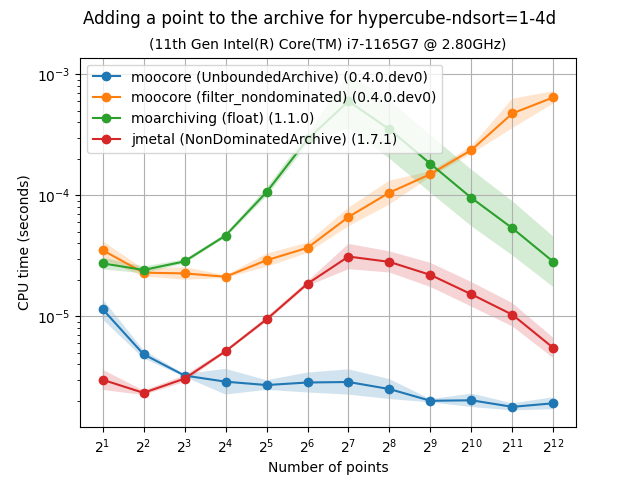 Adding a point to the archive for hypercube-ndsort=1-4d
(11th Gen Intel(R) Core(TM) i7-1165G7 @ 2.80GHz)
moocore (UnboundedArchive) (0.4.0.dev0)
moocore (filter_nondominated) (0.4.0.dev0)
moarchiving (float) (1.1.0)
jmetal (NonDominatedArchive) (1.7.1)
CPU time (seconds)
10⁻³
10⁻⁴
10⁻⁵
2¹ 2² 2³ 2⁴ 2⁵ 2⁶ 2⁷ 2⁸ 2⁹ 2¹⁰ 2¹¹ 2¹²
Number of points